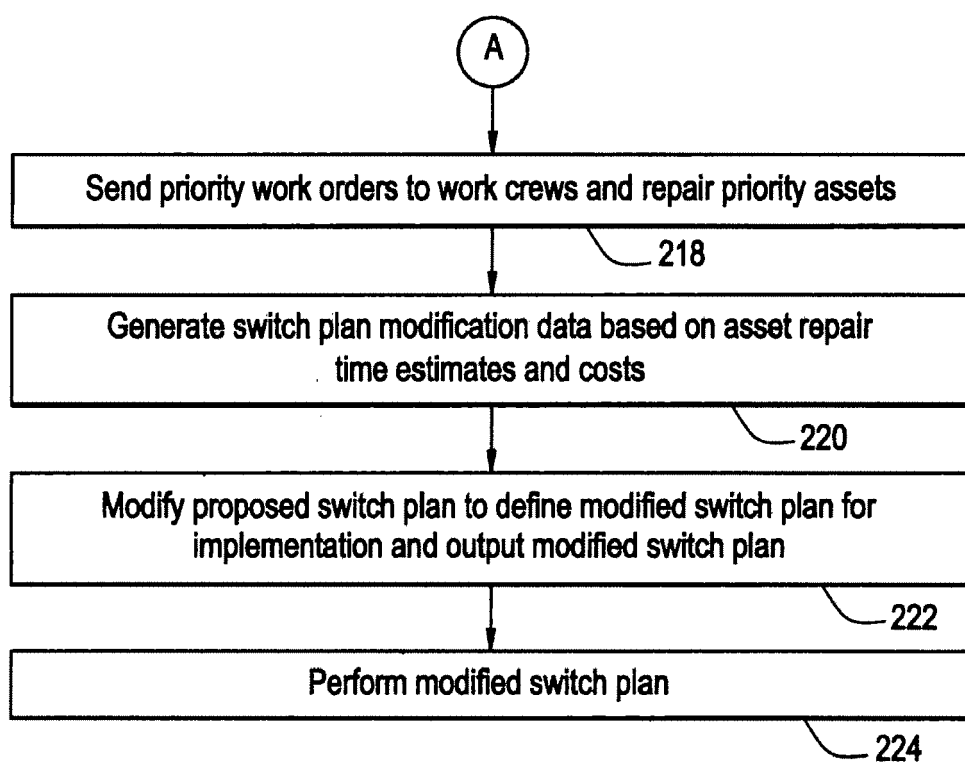 A
Send priority work orders to work crews and repair priority assets
218
Generate switch plan modification data based on asset repair
time estimates and costs
220
Modify proposed switch plan to define modified switch plan for
implementation and output modified switch plan
222
Perform modified switch plan
224